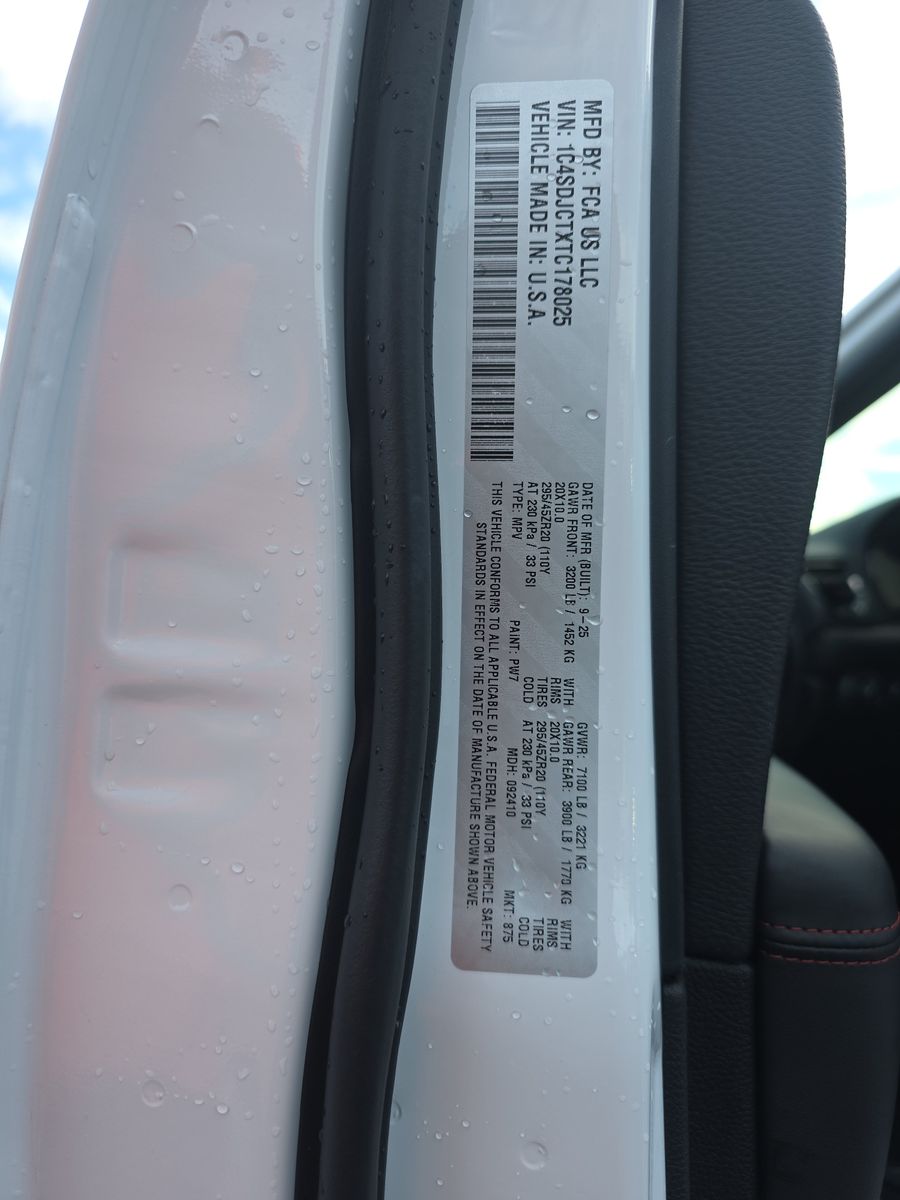 MFD BY: FCA US LLC
VIN: 1C4SDJCTXTC178025
VEHICLE MADE IN: U.S.A.
DATE OF MFR (BUILT): 9-25 GVWR: 7100 LB / 3221 KG
GAWR FRONT: 3200 LB / 1452 KG WITH GAWR REAR: 3900 LB / 1770 KG WITH
20X10.0 RIMS 20X10.0 RIMS
295/45ZR20 (110Y TIRES 295/45ZR20 (110Y TIRES
AT 230 kPa / 33 PSI COLD AT 230 kPa / 33 PSI COLD
TYPE: MPV PAINT: PW7 MDH: 092410 MKT: 875
THIS VEHICLE CONFORMS TO ALL APPLICABLE U.S.A. FEDERAL MOTOR VEHICLE SAFETY
STANDARDS IN EFFECT ON THE DATE OF MANUFACTURE SHOWN ABOVE.